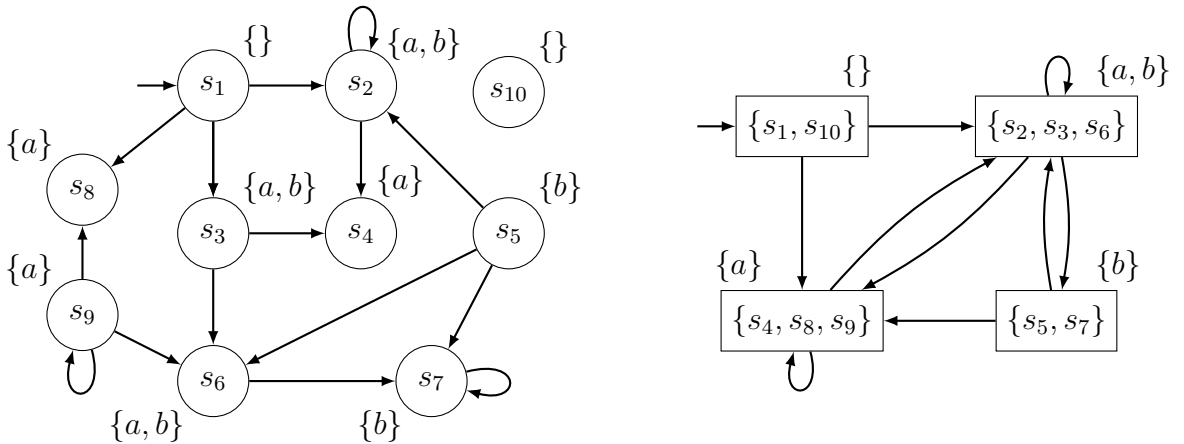 {}
{a, b}
{}
s₁
s₂
s₁₀
{a}
s₈
{a, b}
{a}
{b}
s₃
s₄
s₅
{a}
s₉
s₆
s₇
{a, b}
{b}
{}
{a, b}
{s₁, s₁₀}
{s₂, s₃, s₆}
{a}
{b}
{s₄, s₈, s₉}
{s₅, s₇}